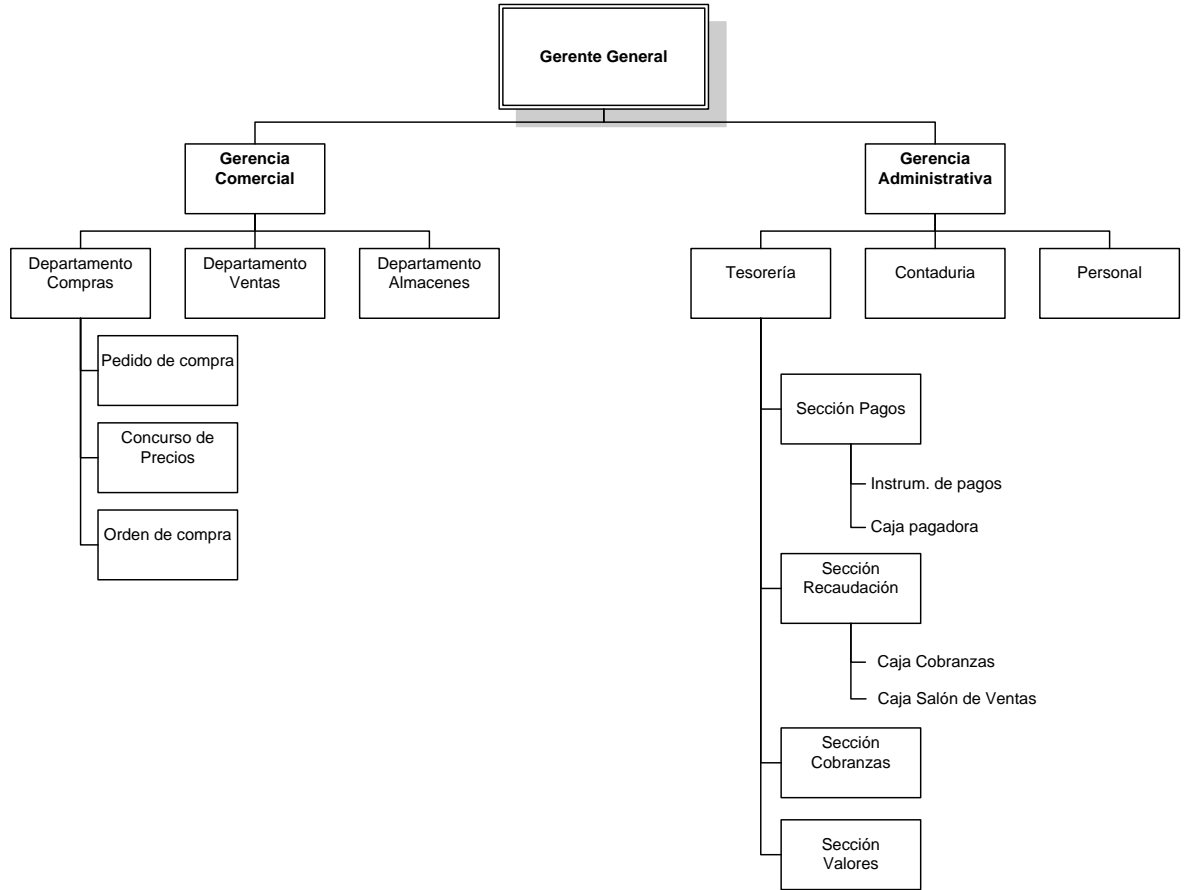 Gerente General
Gerencia
Comercial
Gerencia
Administrativa
Departamento
Compras
Departamento
Ventas
Departamento
Almacenes
Tesorería
Contaduria
Personal
Pedido de compra
Concurso de
Precios
Orden de compra
Sección Pagos
Instrum. de pagos
Caja pagadora
Sección
Recaudación
Caja Cobranzas
Caja Salón de Ventas
Sección
Cobranzas
Sección
Valores